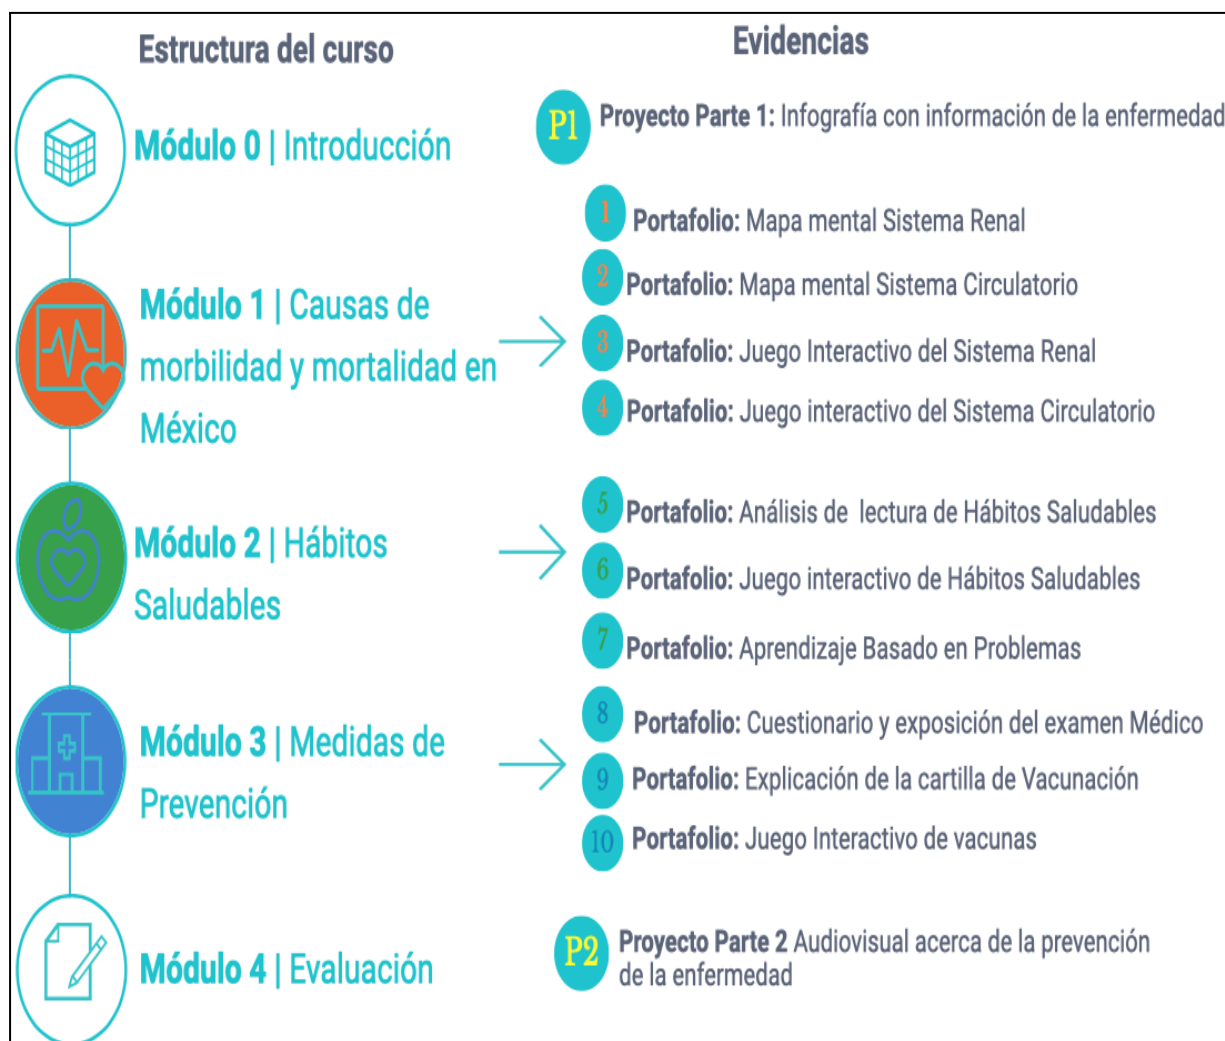 Estructura del curso
Evidencias
Módulo 0 | Introducción
P1 Proyecto Parte 1: Infografía con información de la enfermedad
Módulo 1 | Causas de
morbilidad y mortalidad en
México
1 Portafolio: Mapa mental Sistema Renal
2 Portafolio: Mapa mental Sistema Circulatorio
3 Portafolio: Juego Interactivo del Sistema Renal
4 Portafolio: Juego interactivo del Sistema Circulatorio
Módulo 2 | Hábitos
Saludables
5 Portafolio: Análisis de lectura de Hábitos Saludables
6 Portafolio: Juego interactivo de Hábitos Saludables
7 Portafolio: Aprendizaje Basado en Problemas
Módulo 3 | Medidas de
Prevención
8 Portafolio: Cuestionario y exposición del examen Médico
9 Portafolio: Explicación de la cartilla de Vacunación
10 Portafolio: Juego Interactivo de vacunas
Módulo 4 | Evaluación
P2 Proyecto Parte 2 Audiovisual acerca de la prevención
de la enfermedad